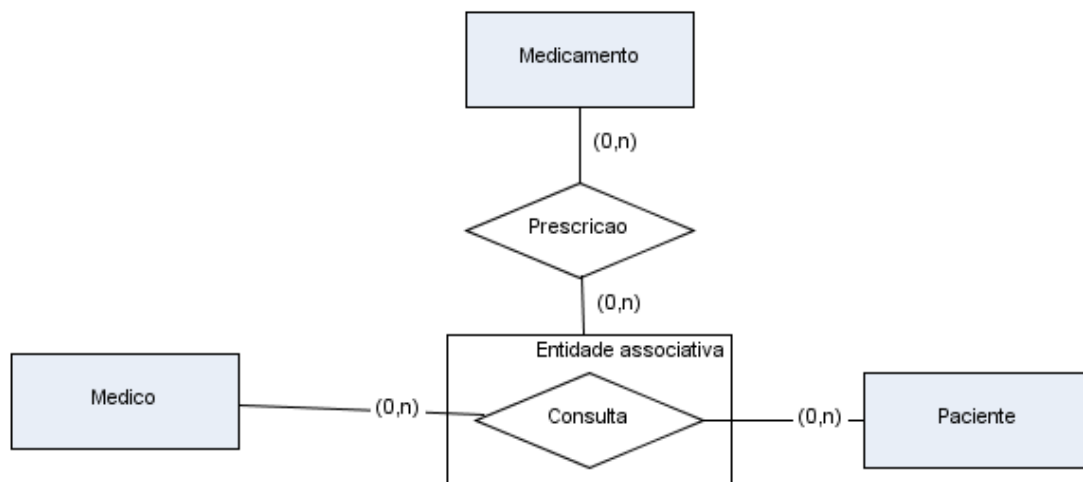 Medicamento
(0,n)
Prescricao
(0,n)
Entidade associativa
Medico
(0,n)
Consulta
(0,n)
Paciente